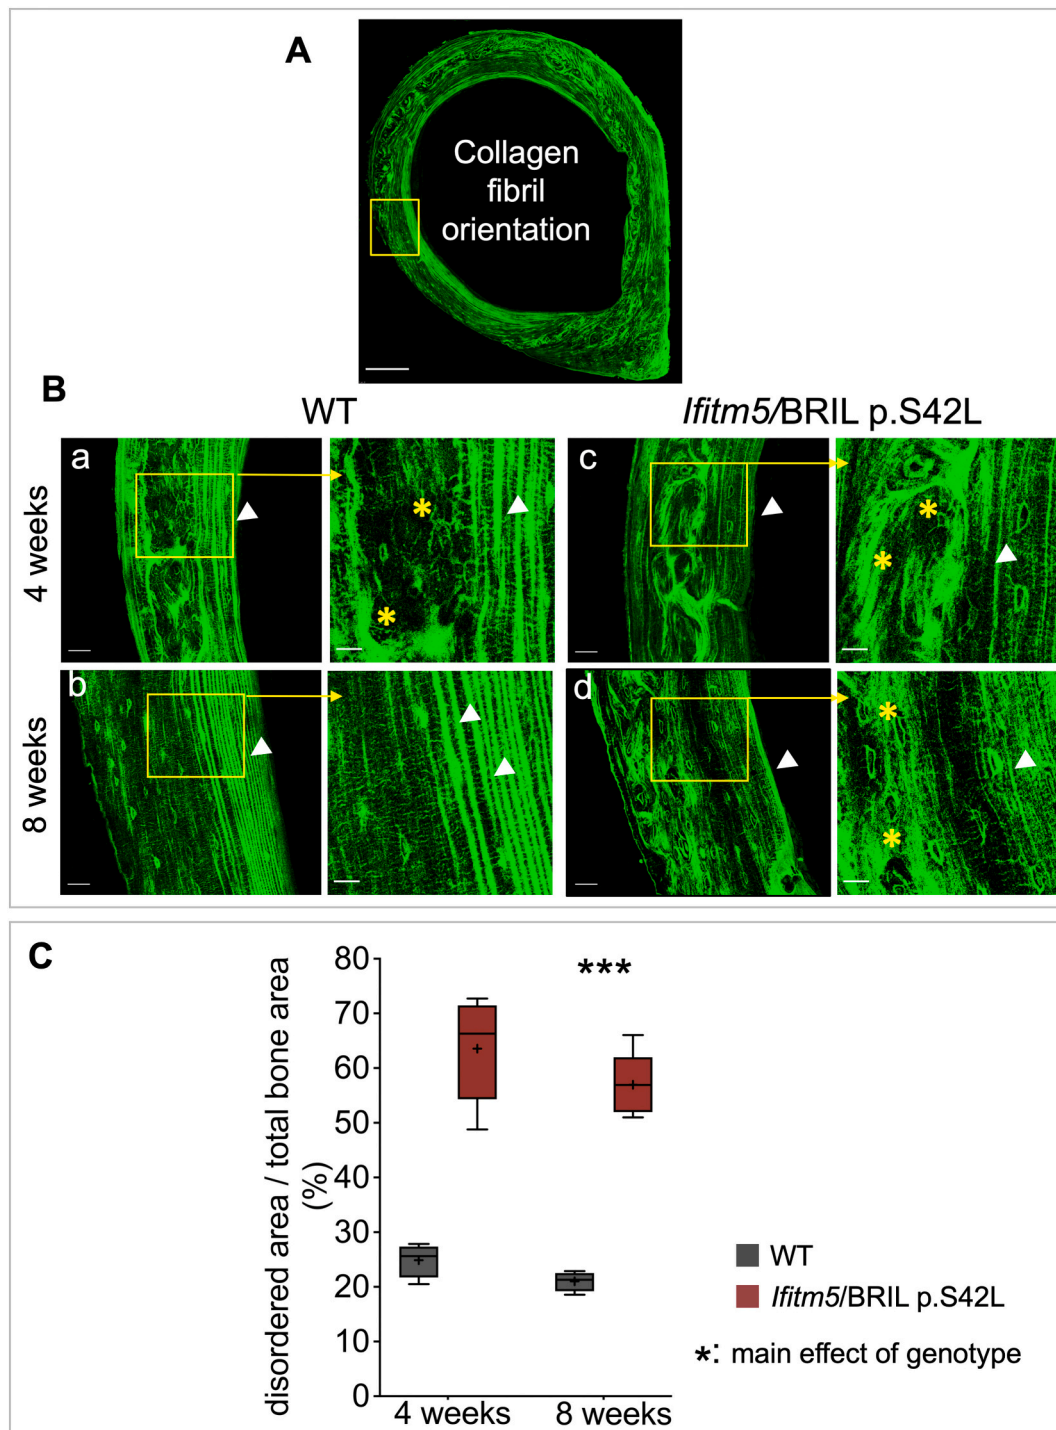 A
Collagen
fibril
orientation
B
WT
Ifitm5/BRIL p.S42L
4 weeks
a
*
*
c
*
*
8 weeks
b
d
*
*
C
disordered area / total bone area
(%)
80
70
60
50
40
30
20
10
0
***
4 weeks
8 weeks
WT
Ifitm5/BRIL p.S42L
*: main effect of genotype